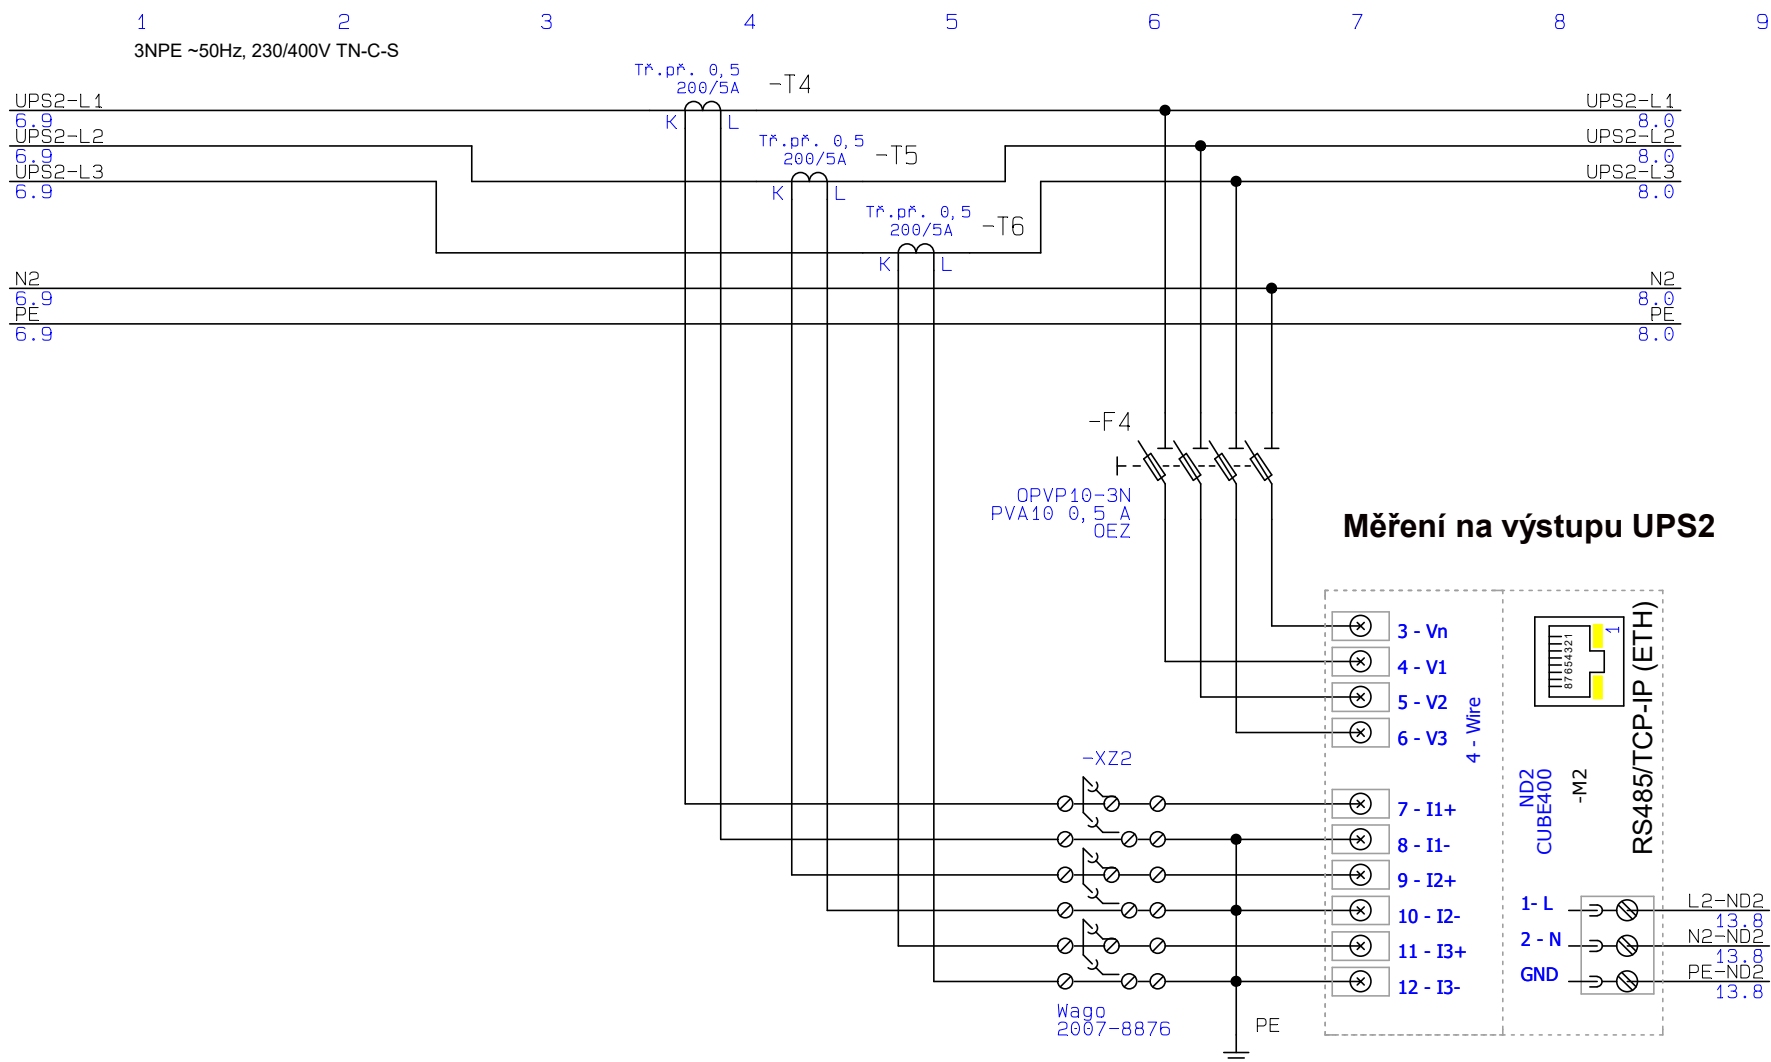 1 2 3 4 5 6 7 8 9
3NPE ~50Hz, 230/400V TN-C-S
Tř.př. 0,5
200/5A
-T4
UPS2-L1
6.9
UPS2-L1
8.0
K
L
UPS2-L2
6.9
UPS2-L2
8.0
Tř.př. 0,5
200/5A
-T5
UPS2-L3
6.9
UPS2-L3
8.0
K
L
Tř.př. 0,5
200/5A
-T6
K
L
N2
6.9
N2
8.0
PE
6.9
PE
8.0
-F4
OPVP10-3N
PVA10 0,5 A
OEZ
Měření na výstupu UPS2
3 - Vn
4 - V1
5 - V2
6 - V3
4 - Wire
87654321
1
RS485/TCP-IP (ETH)
ND2
CUBE400
-M2
-XZ2
7 - I1+
8 - I1-
9 - I2+
10 - I2-
11 - I3+
12 - I3-
1- L
2 - N
GND
L2-ND2
13.8
N2-ND2
13.8
PE-ND2
13.8
Wago
2007-8876
PE